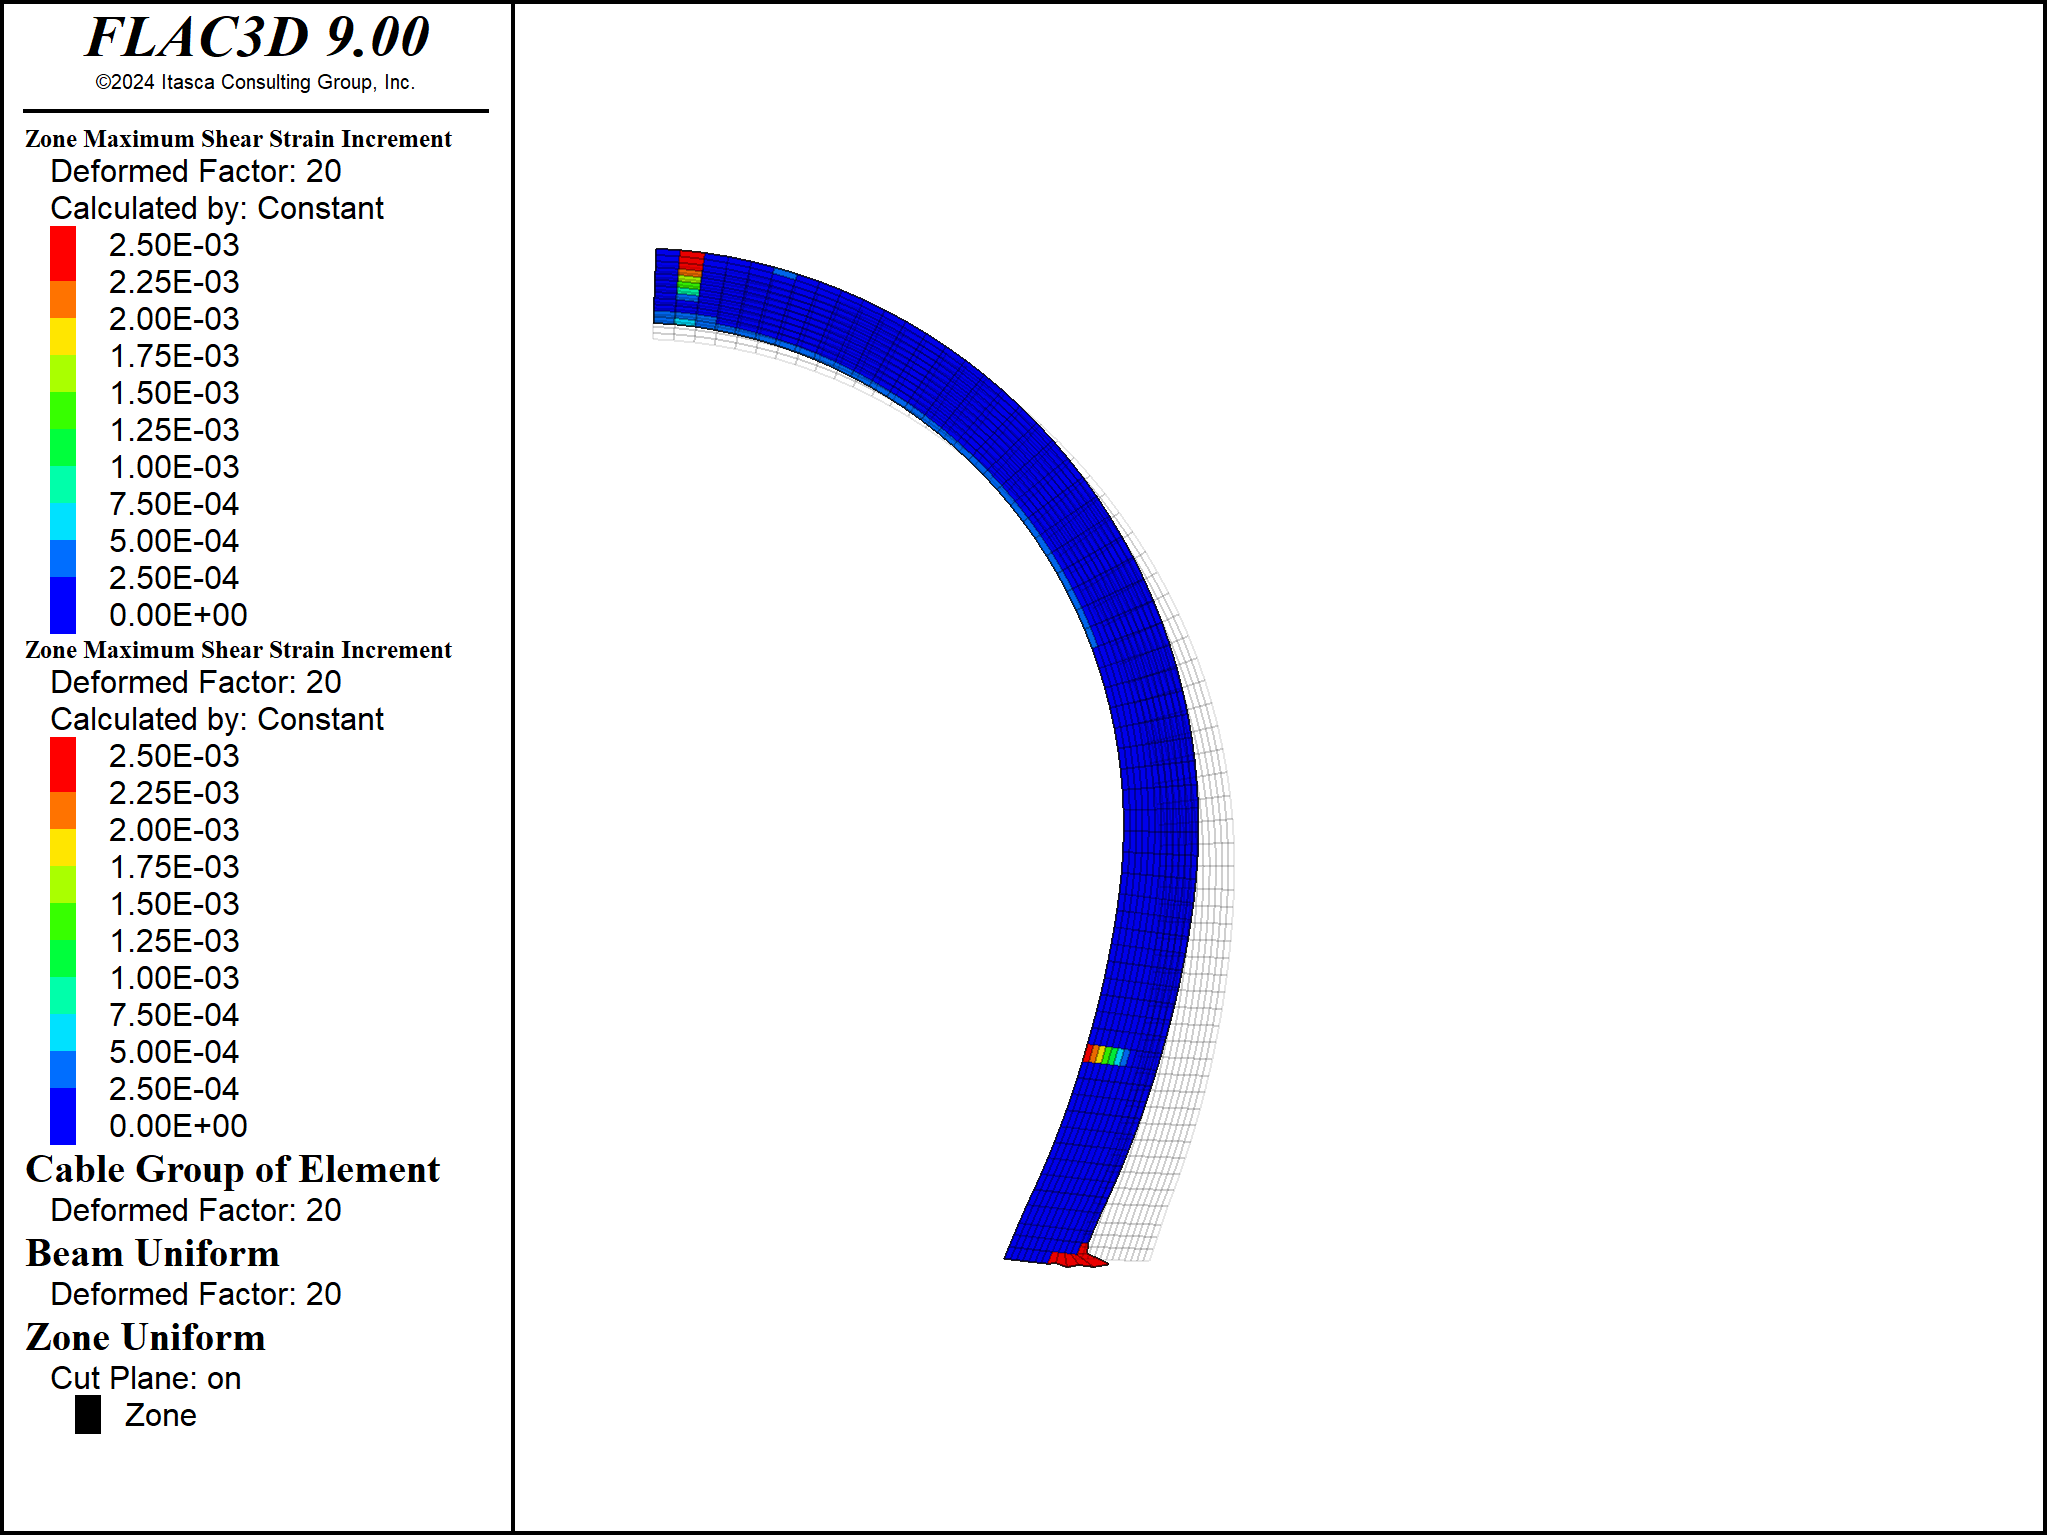 FLAC3D 9.00
©2024 Itasca Consulting Group, Inc.
Zone Maximum Shear Strain Increment
Deformed Factor: 20
Calculated by: Constant
2.50E-03
2.25E-03
2.00E-03
1.75E-03
1.50E-03
1.25E-03
1.00E-03
7.50E-04
5.00E-04
2.50E-04
0.00E+00
Zone Maximum Shear Strain Increment
Deformed Factor: 20
Calculated by: Constant
2.50E-03
2.25E-03
2.00E-03
1.75E-03
1.50E-03
1.25E-03
1.00E-03
7.50E-04
5.00E-04
2.50E-04
0.00E+00
Cable Group of Element
Deformed Factor: 20
Beam Uniform
Deformed Factor: 20
Zone Uniform
Cut Plane: on
Zone